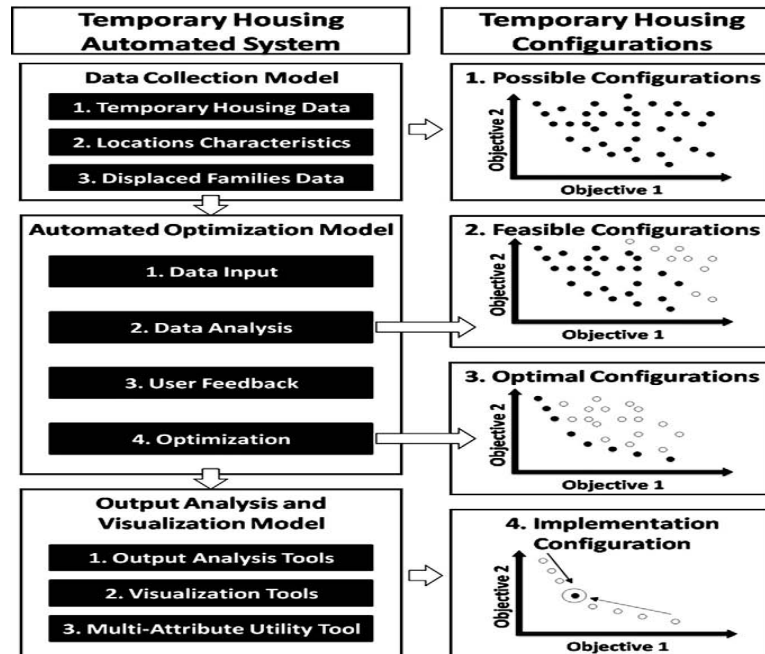 Temporary Housing
Automated System
Data Collection Model
1. Temporary Housing Data
2. Locations Characteristics
3. Displaced Families Data
Automated Optimization Model
1. Data Input
2. Data Analysis
3. User Feedback
4. Optimization
Output Analysis and
Visualization Model
1. Output Analysis Tools
2. Visualization Tools
3. Multi-Attribute Utility Tool
Temporary Housing
Configurations
1. Possible Configurations
Objective 2
Objective 1
2. Feasible Configurations
Objective 2
Objective 1
3. Optimal Configurations
Objective 2
Objective 1
4. Implementation
Configuration
Objective 2
Objective 1